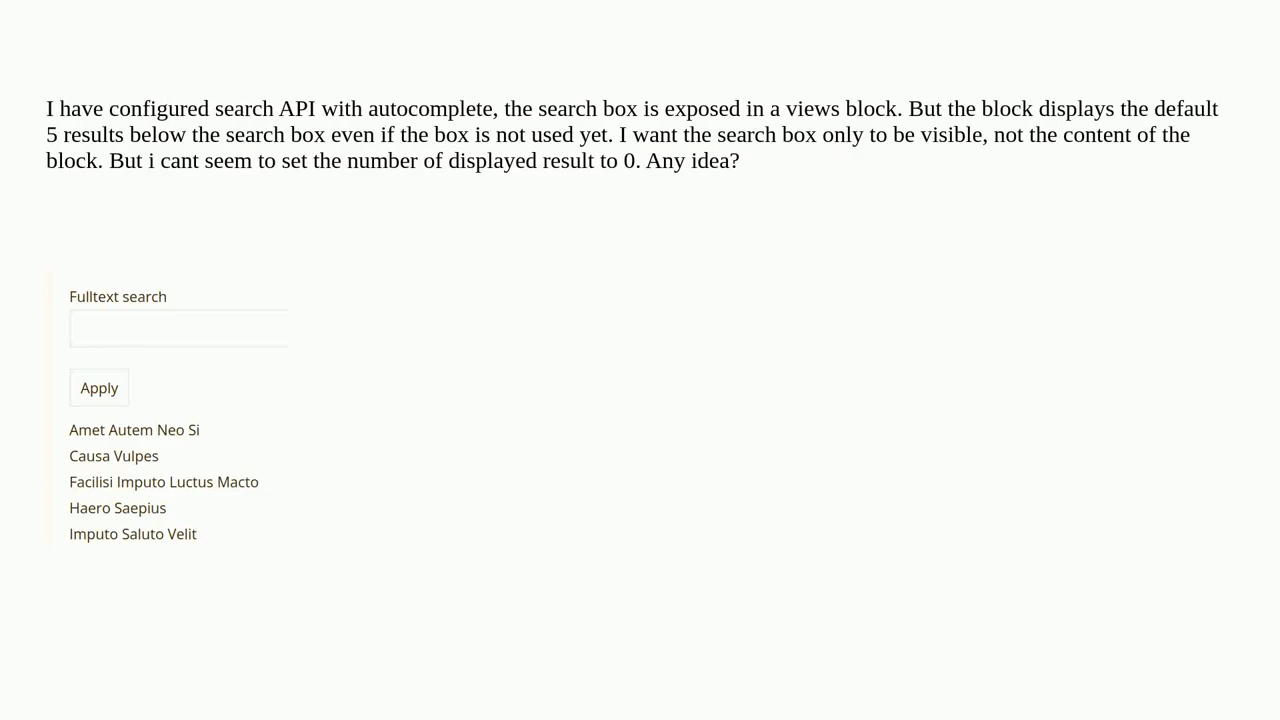 I have configured search API with autocomplete, the search box is exposed in a views block. But the block displays the default
5 results below the search box even if the box is not used yet. I want the search box only to be visible, not the content of the
block. But i cant seem to set the number of displayed result to 0. Any idea?
Fulltext search
Apply
Amet Autem Neo Si
Causa Vulpes
Facilisi Imputo Luctus Macto
Haero Saepius
Imputo Saluto Velit